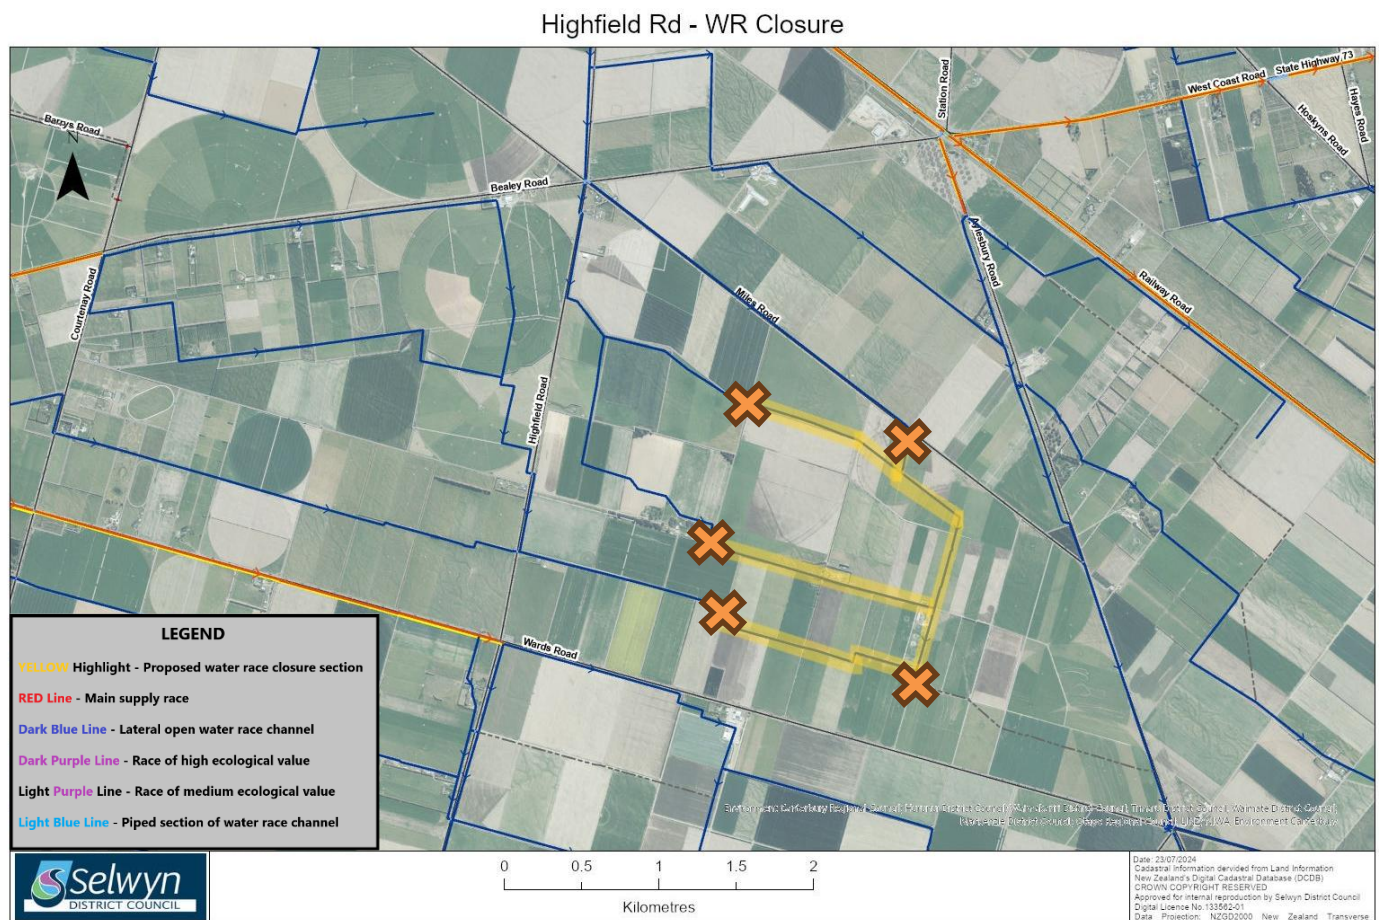 Highfield Rd - WR Closure
State Highway 73
West Coast Road
Station Road
Hayes Road
Hoskyns Road
Barrys Road
N
Bealey Road
Aylesbury Road
Courtenay Road
Railway Road
Miles Road
Highfield Road
Wards Road
LEGEND
YELLOW Highlight - Proposed water race closure section
RED Line - Main supply race
Dark Blue Line - Lateral open water race channel
Dark Purple Line - Race of high ecological value
Light Purple Line - Race of medium ecological value
Light Blue Line - Piped section of water race channel
Selwyn
DISTRICT COUNCIL
0 0.5 1 1.5 2
Kilometres
Date: 23/07/2024
Cadastral Information dervided from Land Information
New Zealand's Digital Cadastral Database (DCDB)
CROWN COPYRIGHT RESERVED
Approved for internal reproduction by Selwyn District Council
Digital Licence No.133562-01
Data Projection: NZGD2000 New Zealand Transverse